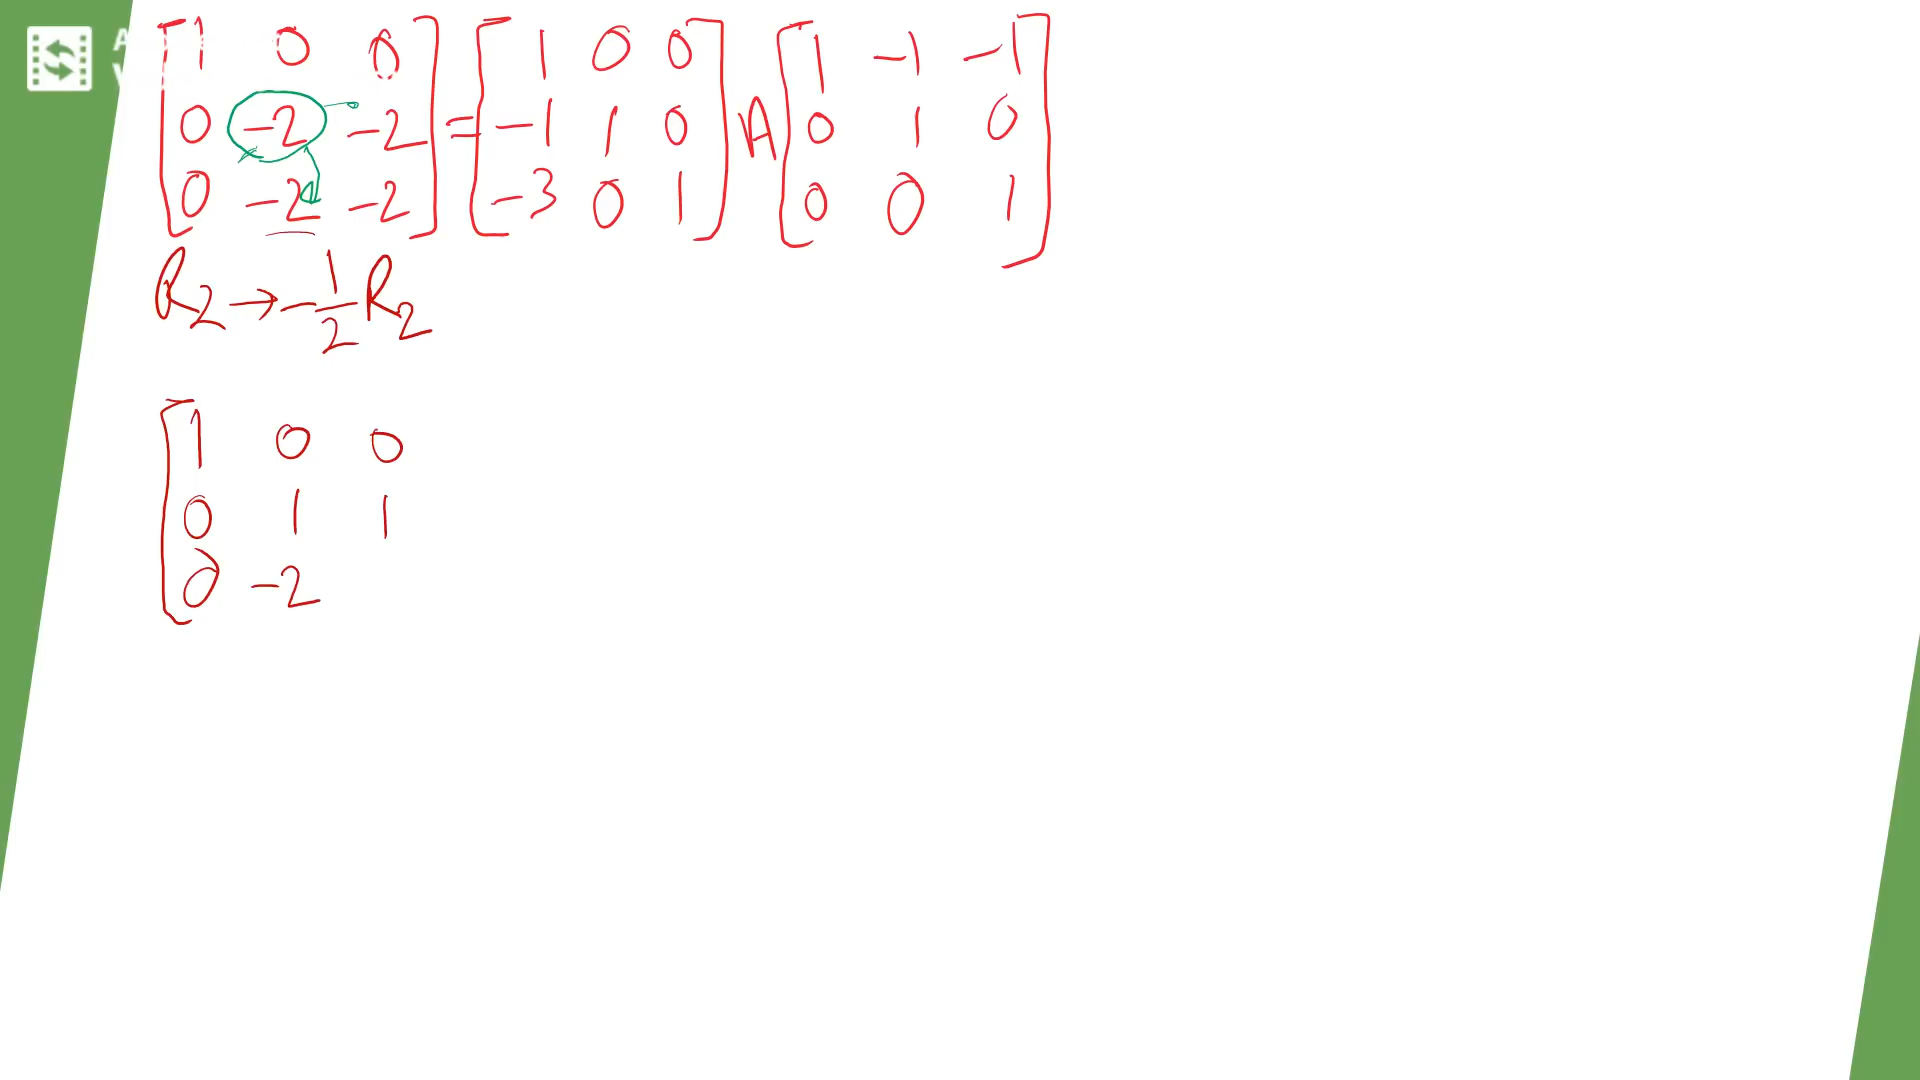 [1 0 0] = [1 0 0] A [1 -1 -1]
[0 -2 -2] [-1 1 0] [0 1 0]
[0 -2 -2] [-3 0 1] [0 0 1]
R2 → -1/2 R2
[1 0 0
0 1 1
0 -2